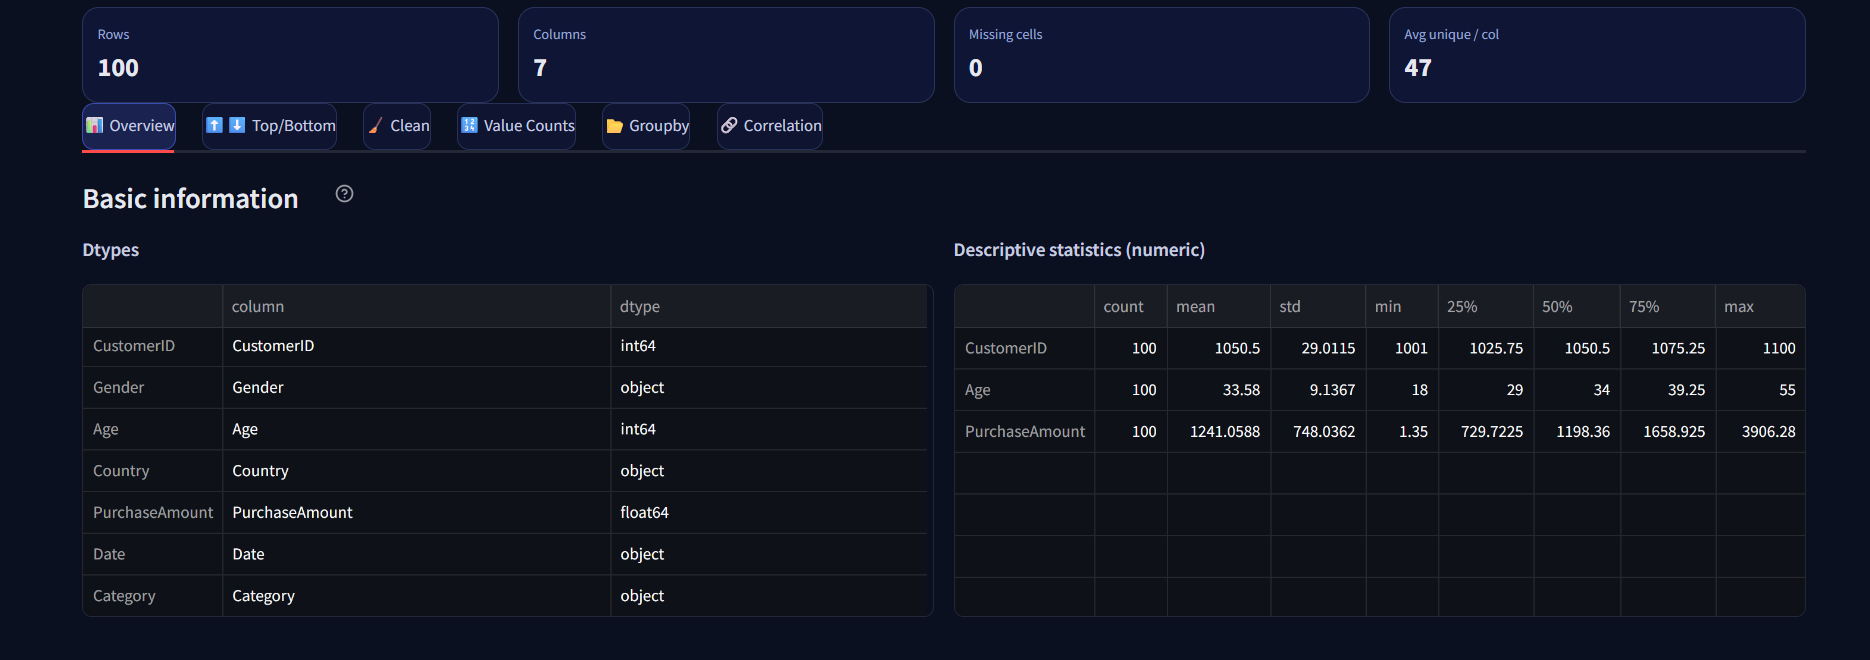 Rows
100
Columns
7
Missing cells
0
Avg unique / col
47
Overview Top/Bottom Clean Value Counts Groupby Correlation
Basic information
Dtypes
column dtype
CustomerID CustomerID int64
Gender Gender object
Age Age int64
Country Country object
PurchaseAmount PurchaseAmount float64
Date Date object
Category Category object
Descriptive statistics (numeric)
count mean std min 25% 50% 75% max
CustomerID 100 1050.5 29.0115 1001 1025.75 1050.5 1075.25 1100
Age 100 33.58 9.1367 18 29 34 39.25 55
PurchaseAmount 100 1241.0588 748.0362 1.35 729.7225 1198.36 1658.925 3906.28